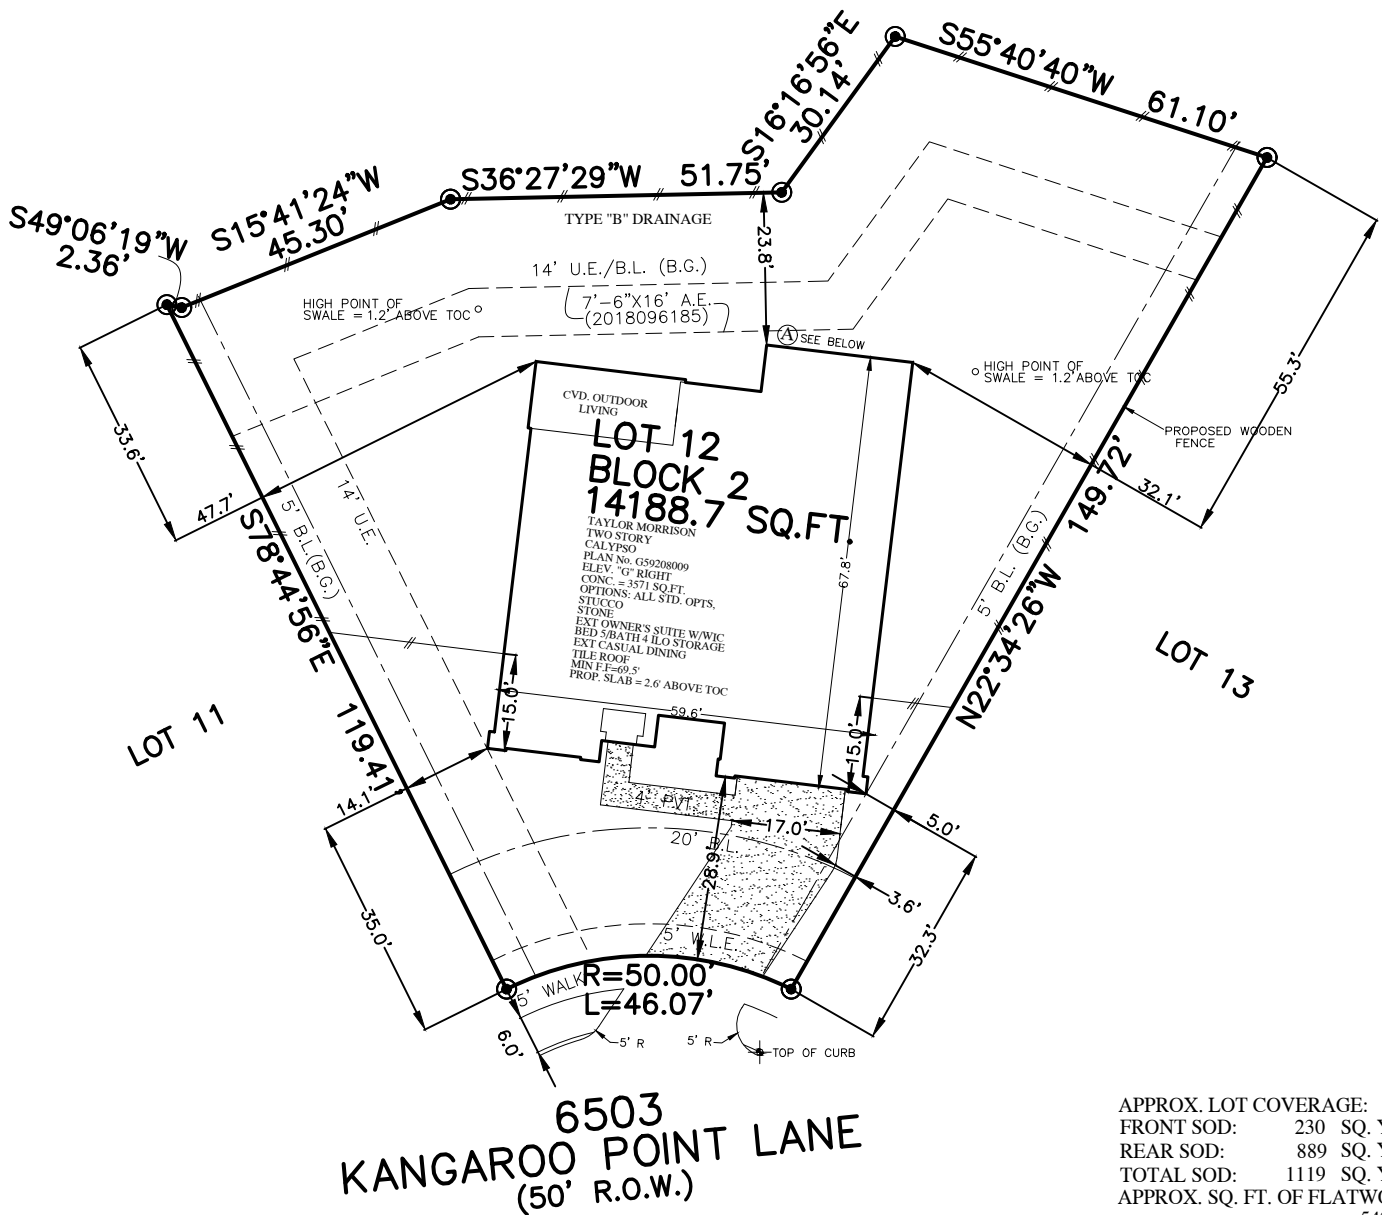 S55°40'40"W
61.10'
S16°16'56"E
30.14'
S36°27'29"W 51.75'
S15°41'24"W
45.30'
S49°06'19"W
2.36'
TYPE "B" DRAINAGE
23.8'
14' U.E./B.L. (B.G.)
7'-6"X16' A.E.
(2018096185)
HIGH POINT OF
SWALE = 1.2' ABOVE TOC
A SEE BELOW
HIGH POINT OF
SWALE = 1.2' ABOVE TOC
55.3'
PROPOSED WOODEN
FENCE
33.6'
47.7'
32.1'
CVD. OUTDOOR
LIVING
LOT 12
BLOCK 2
14188.7 SQ.FT.
TAYLOR MORRISON
TWO STORY
CALYPSO
PLAN No. G59208009
ELEV. "G" RIGHT
CONC. = 3571 SQ.FT.
OPTIONS: ALL STD. OPTS,
STUCCO
STONE
EXT OWNER'S SUITE W/WIC
BED 5/BATH 4 ILO STORAGE
EXT CASUAL DINING
TILE ROOF
MIN F.F=69.5'
PROP. SLAB = 2.6' ABOVE TOC
67.8'
59.6'
15.0'
15.0'
14' U.E.
5' B.L.(B.G.)
S78°44'56"E 119.41'
5' B.L. (B.G.)
N22°34'26"W 149.72'
LOT 11
LOT 13
14.1'
35.0'
4' PVT.
17.0'
20' B.L.
28.9'
5.0'
3.6'
32.3'
5' W.L.E.
5' WALK
R=50.00'
L=46.07'
6.0'
5' R
5' R
TOP OF CURB
6503
KANGAROO POINT LANE
(50' R.O.W.)
APPROX. LOT COVERAGE:
FRONT SOD: 230 SQ.
REAR SOD: 889 SQ.
TOTAL SOD: 1119 SQ.
APPROX. SQ. FT. OF